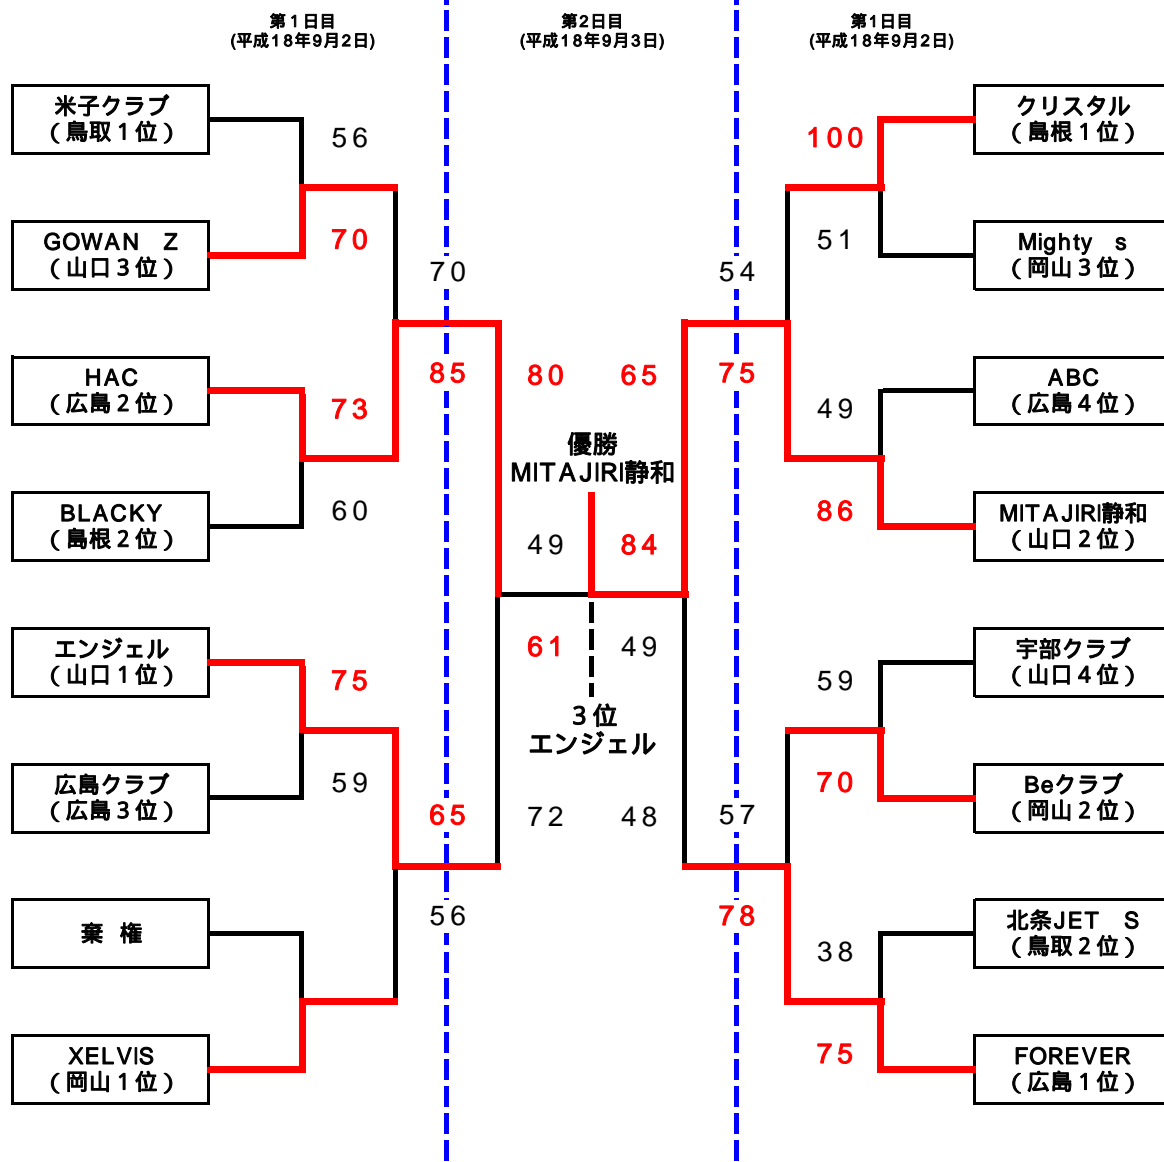 第１日目
(平成18年9月2日)
第2日目
(平成18年9月3日)
第1日目
(平成18年9月2日)
米子クラブ
（鳥取１位）
56
GOWAN　Z
（山口３位）
70
HAC
（広島２位）
73
BLACKY
（島根２位）
60
エンジェル
（山口１位）
75
広島クラブ
（広島３位）
59
棄 権
XELVIS
（岡山１位）
70
85
65
56
80
65
優勝
MITAJIRI静和
49
84
61
49
３位
エンジェル
72
48
54
75
57
78
クリスタル
（島根１位）
100
Mighty　s
（岡山３位）
51
ABC
（広島４位）
49
MITAJIRI静和
（山口２位）
86
宇部クラブ
（山口４位）
59
Beクラブ
（岡山２位）
70
北条JET　S
（鳥取２位）
38
FOREVER
（広島１位）
75